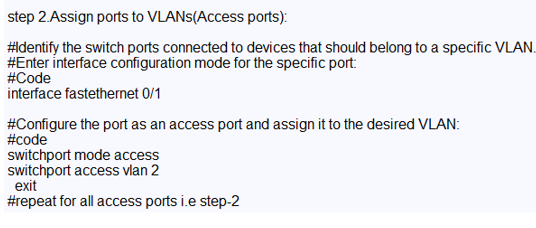 step 2.Assign ports to VLANs(Access ports):
#Identify the switch ports connected to devices that should belong to a specific VLAN.
#Enter interface configuration mode for the specific port:
#Code
interface fastethernet 0/1
#Configure the port as an access port and assign it to the desired VLAN:
#code
switchport mode access
switchport access vlan 2
exit
#repeat for all access ports i.e step-2